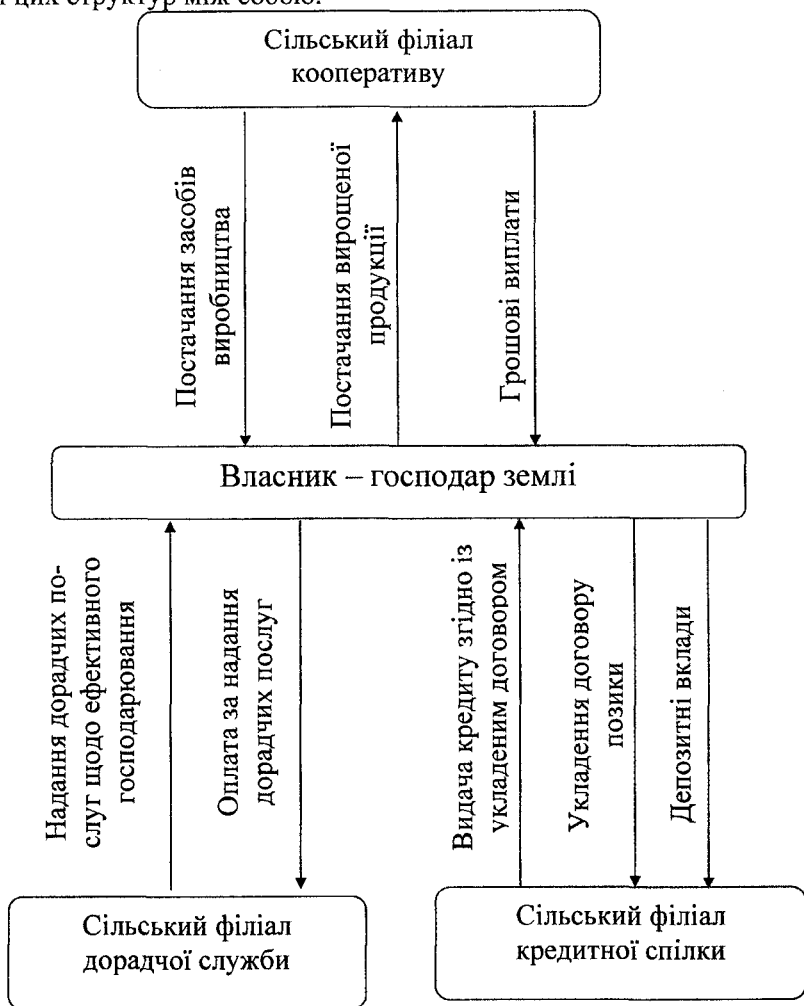 цих структур між собою.
Сільський філіал
кооперативу
Постачання засобів
виробництва
Постачання вирощеної
продукції
Грошові виплати
Власник – господар землі
Надання дорадчих по-
слуг щодо ефективного
господарювання
Оплата за надання
дорадчих послуг
Видача кредиту згідно із
укладеним договором
Укладення договору
позики
Депозитні вклади
Сільський філіал
дорадчої служби
Сільський філіал
кредитної спілки